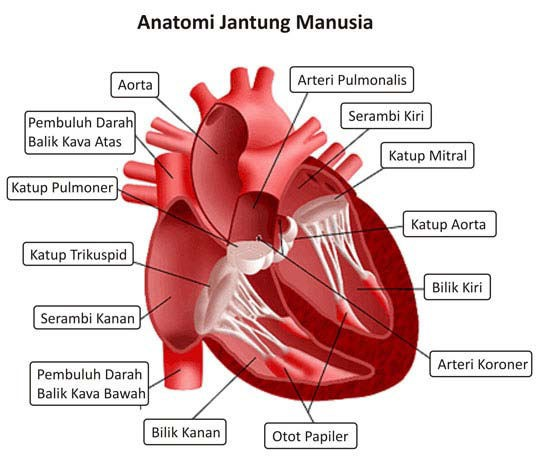 Anatomi Jantung Manusia
Aorta
Arteri Pulmonalis
Pembuluh Darah
Balik Kava Atas
Serambi Kiri
Katup Mitral
Katup Pulmoner
Katup Aorta
Katup Trikuspid
Bilik Kiri
Serambi Kanan
Arteri Koroner
Pembuluh Darah
Balik Kava Bawah
Bilik Kanan
Otot Papiler